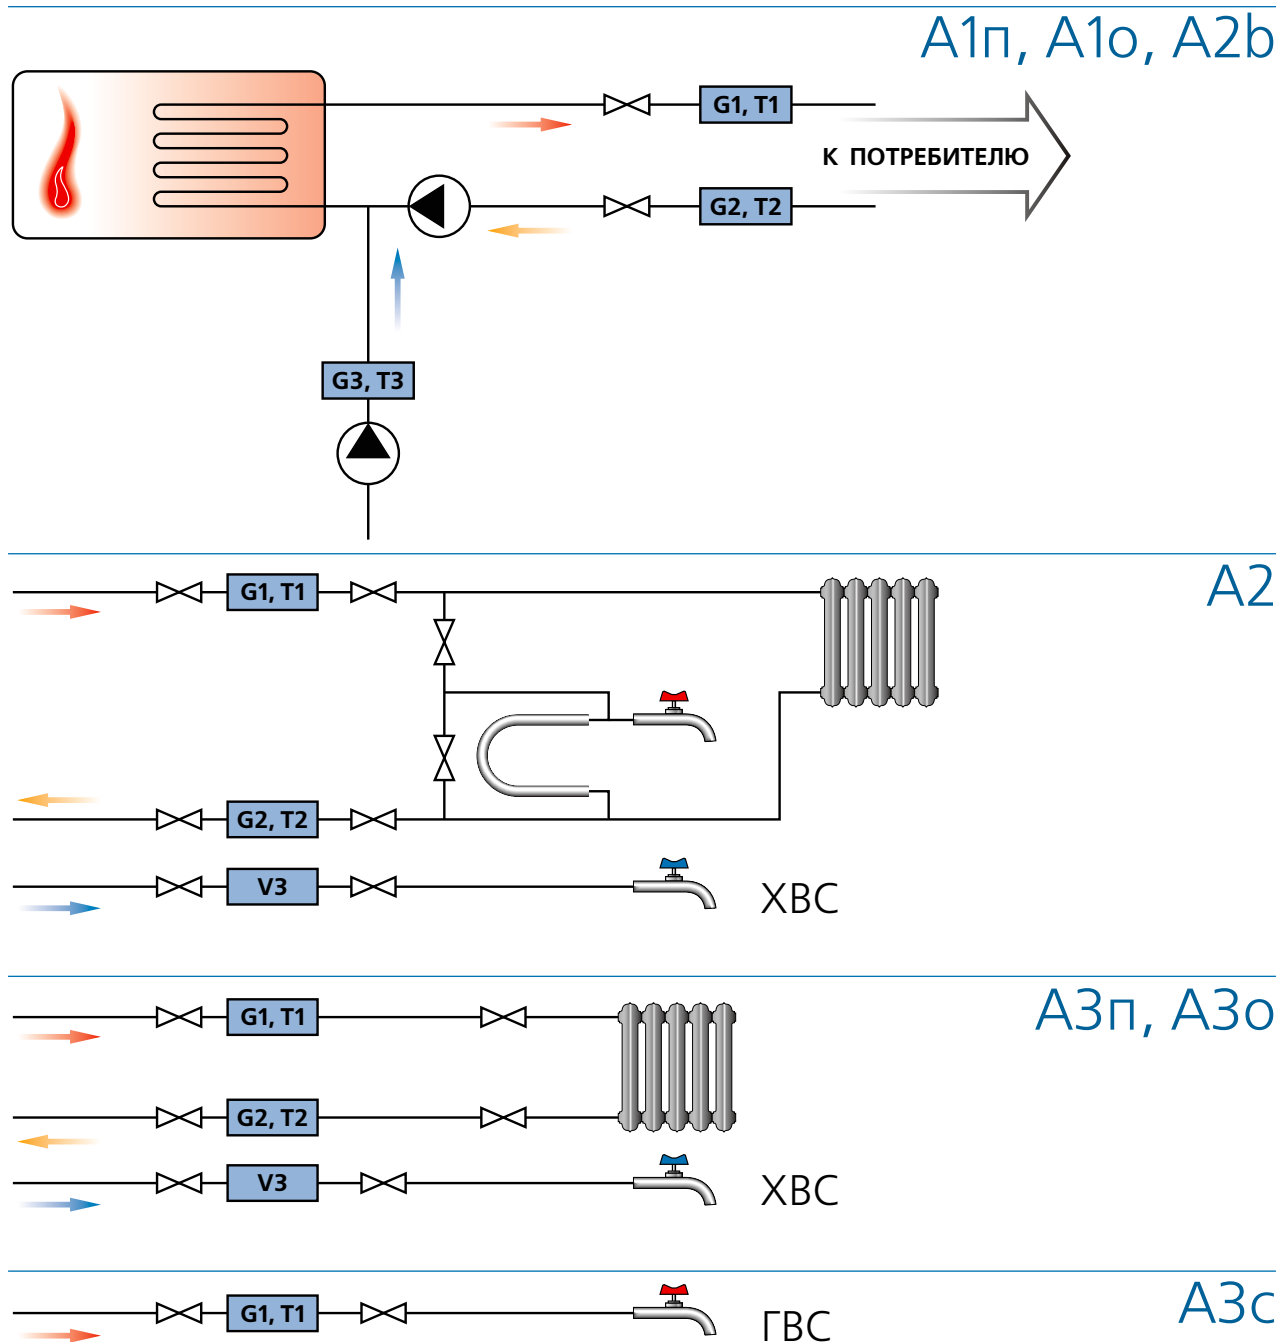 А1п, А1о, А2b
G1, T1
К ПОТРЕБИТЕЛЮ
G2, T2
G3, T3
А2
G1, T1
G2, T2
V3
ХВС
А3п, А3о
G1, T1
G2, T2
V3
ХВС
А3с
G1, T1
ГВС